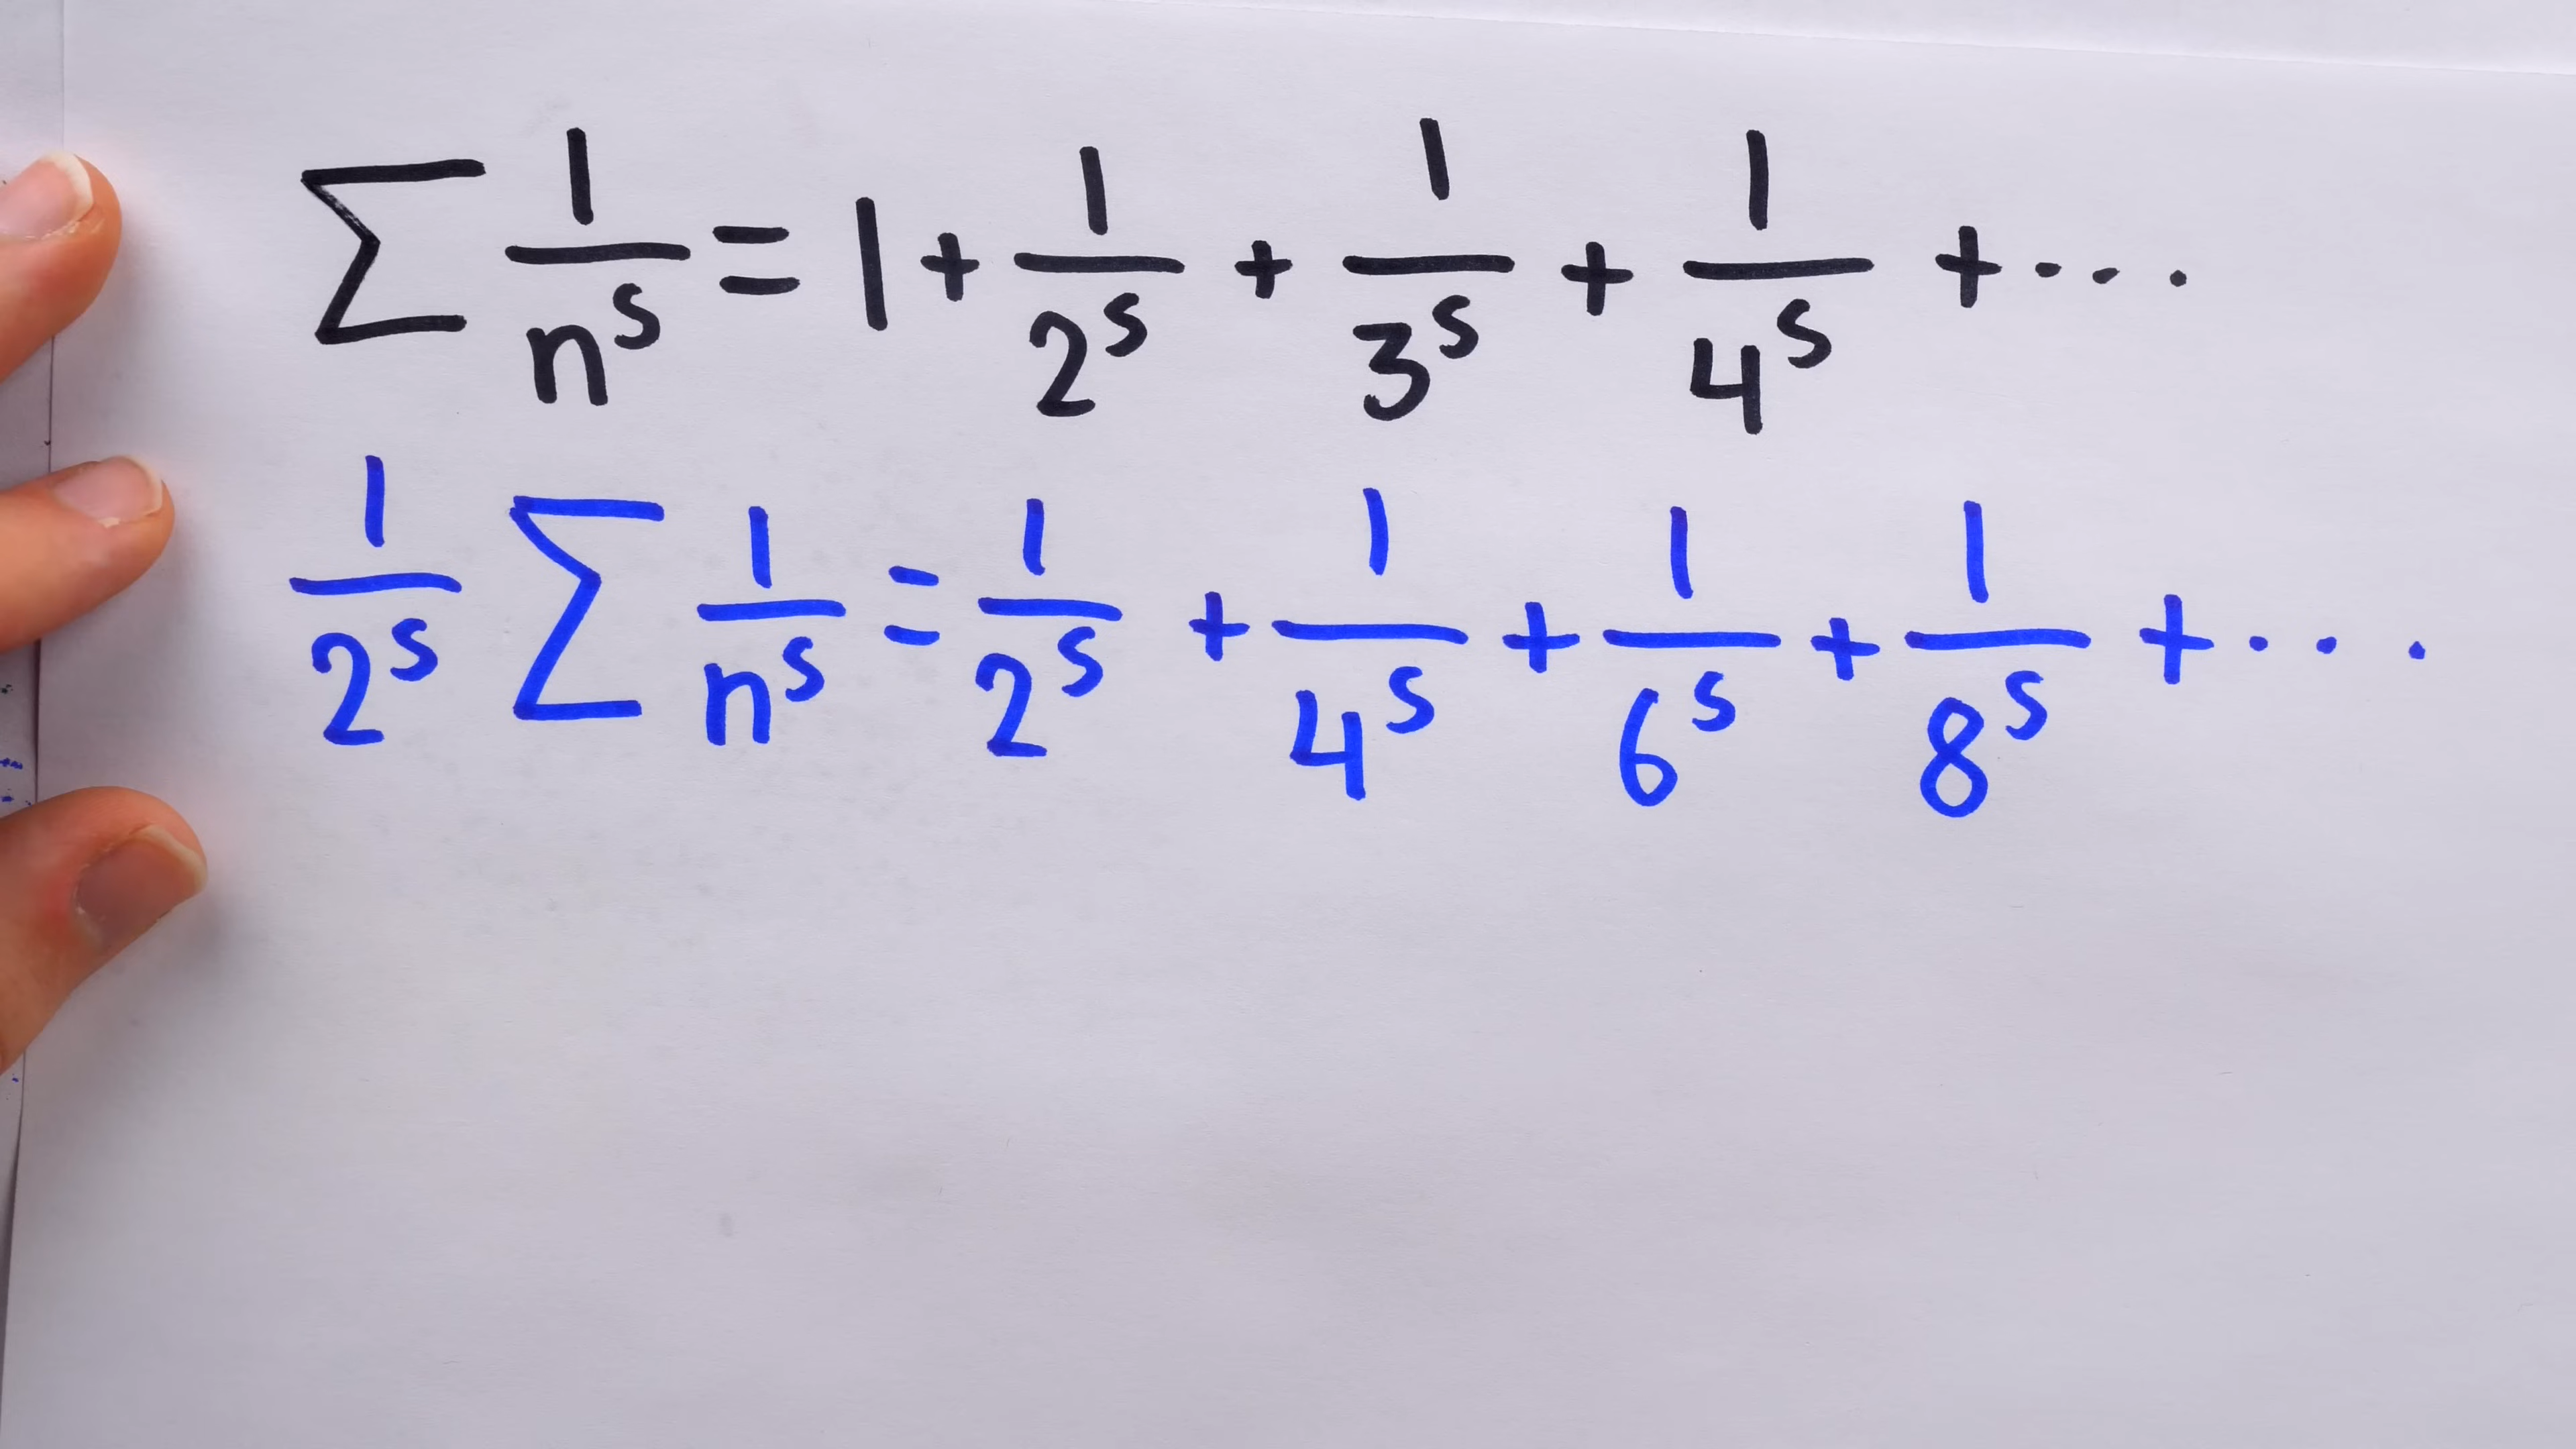 ∑ 1/n^s = 1 + 1/2^s + 1/3^s + 1/4^s + ...
1/2^s ∑ 1/n^s = 1/2^s + 1/4^s + 1/6^s + 1/8^s + ...